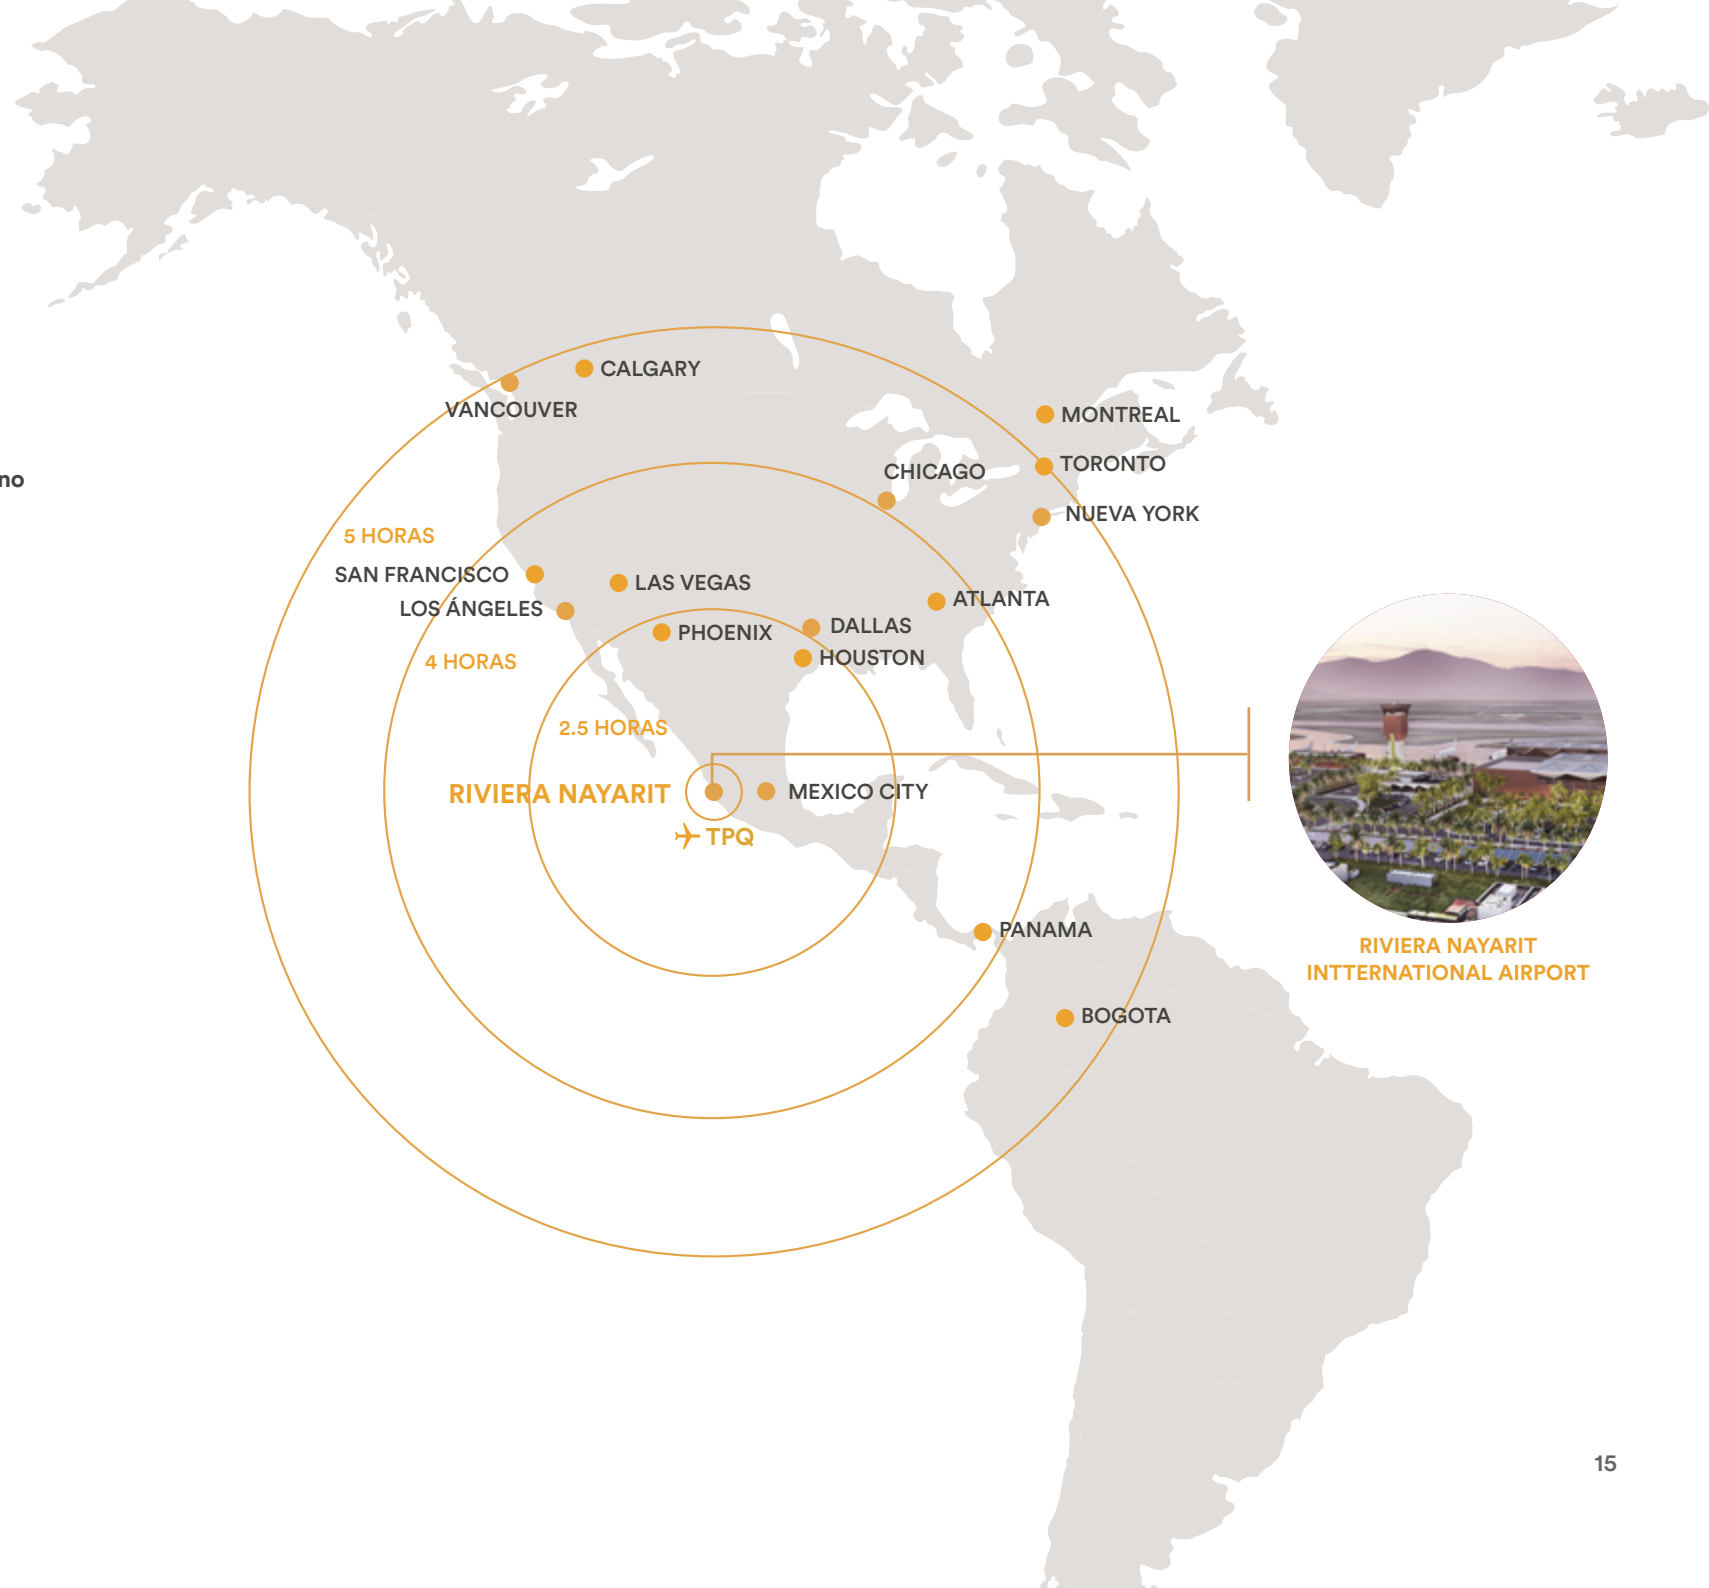 CALGARY
VANCOUVER
MONTREAL
TORONTO
CHICAGO
no
NUEVA YORK
5 HORAS
SAN FRANCISCO
LAS VEGAS
LOS ÁNGELES
ATLANTA
DALLAS
PHOENIX
HOUSTON
4 HORAS
2.5 HORAS
RIVIERA NAYARIT
MEXICO CITY
TPQ
PANAMA
RIVIERA NAYARIT
INTTERNATIONAL AIRPORT
BOGOTA
15